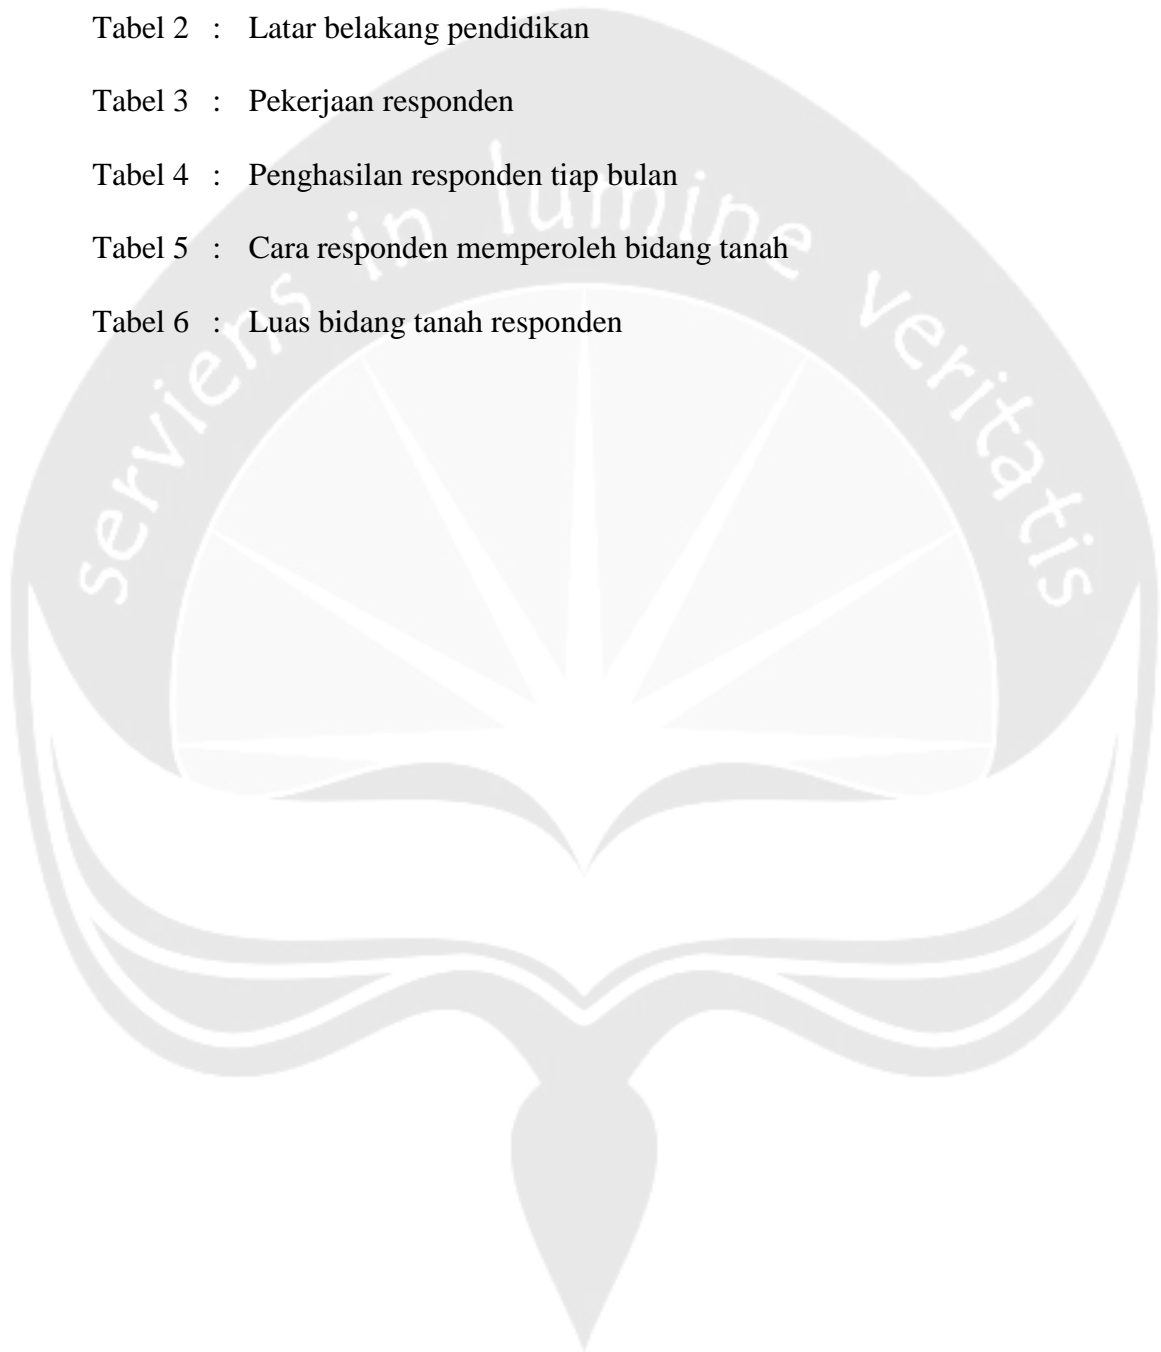 Tabel 2 : Latar belakang pendidikan
Tabel 3 : Pekerjaan responden
Tabel 4 : Penghasilan responden tiap bulan
Tabel 5 : Cara responden memperoleh bidang tanah
Tabel 6 : Luas bidang tanah responden
serviens in lumine veritatis